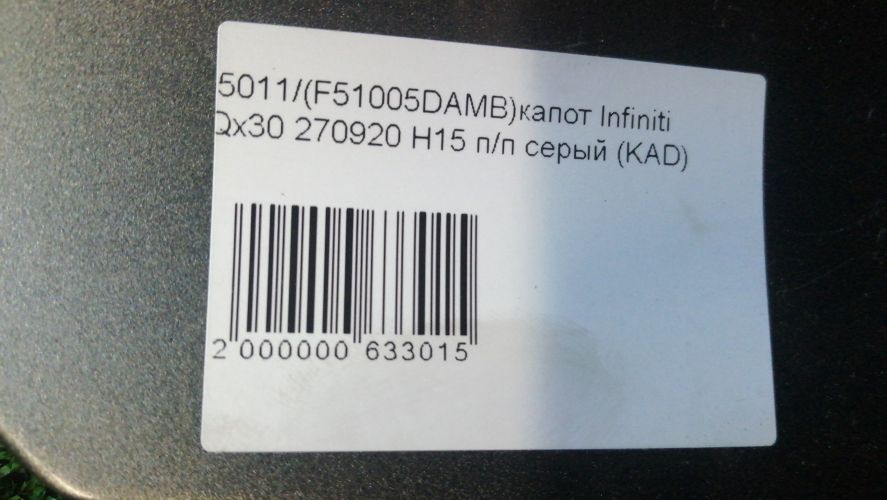 5011/(F51005DAMB)капот Infiniti
Qx30 270920 H15 п/п серый (KAD)
2 000000 633015